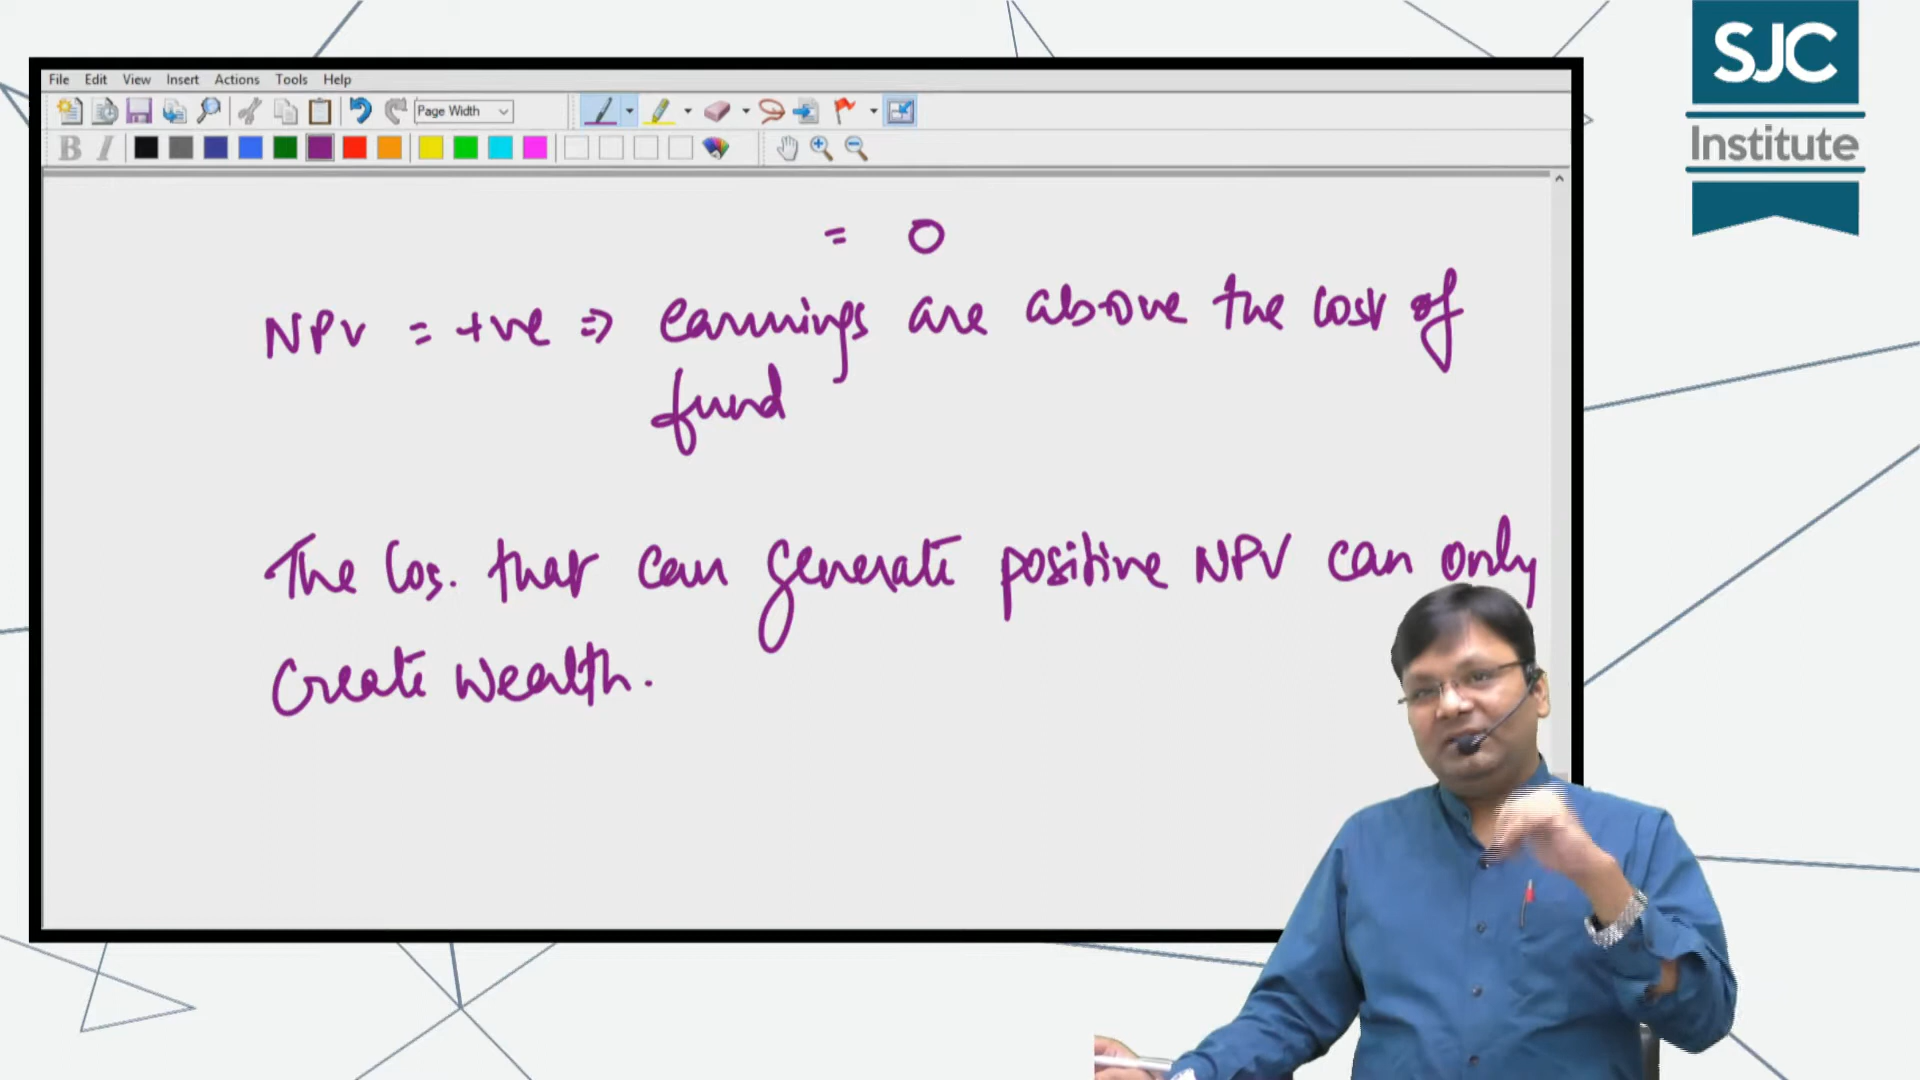 SJC
Institute
File Edit View Insert Actions Tools Help
Page Width
B I
= 0
NPV = +ve => earnings are above the cost of
fund
The Cos. that can generate positive NPV can only
create wealth.